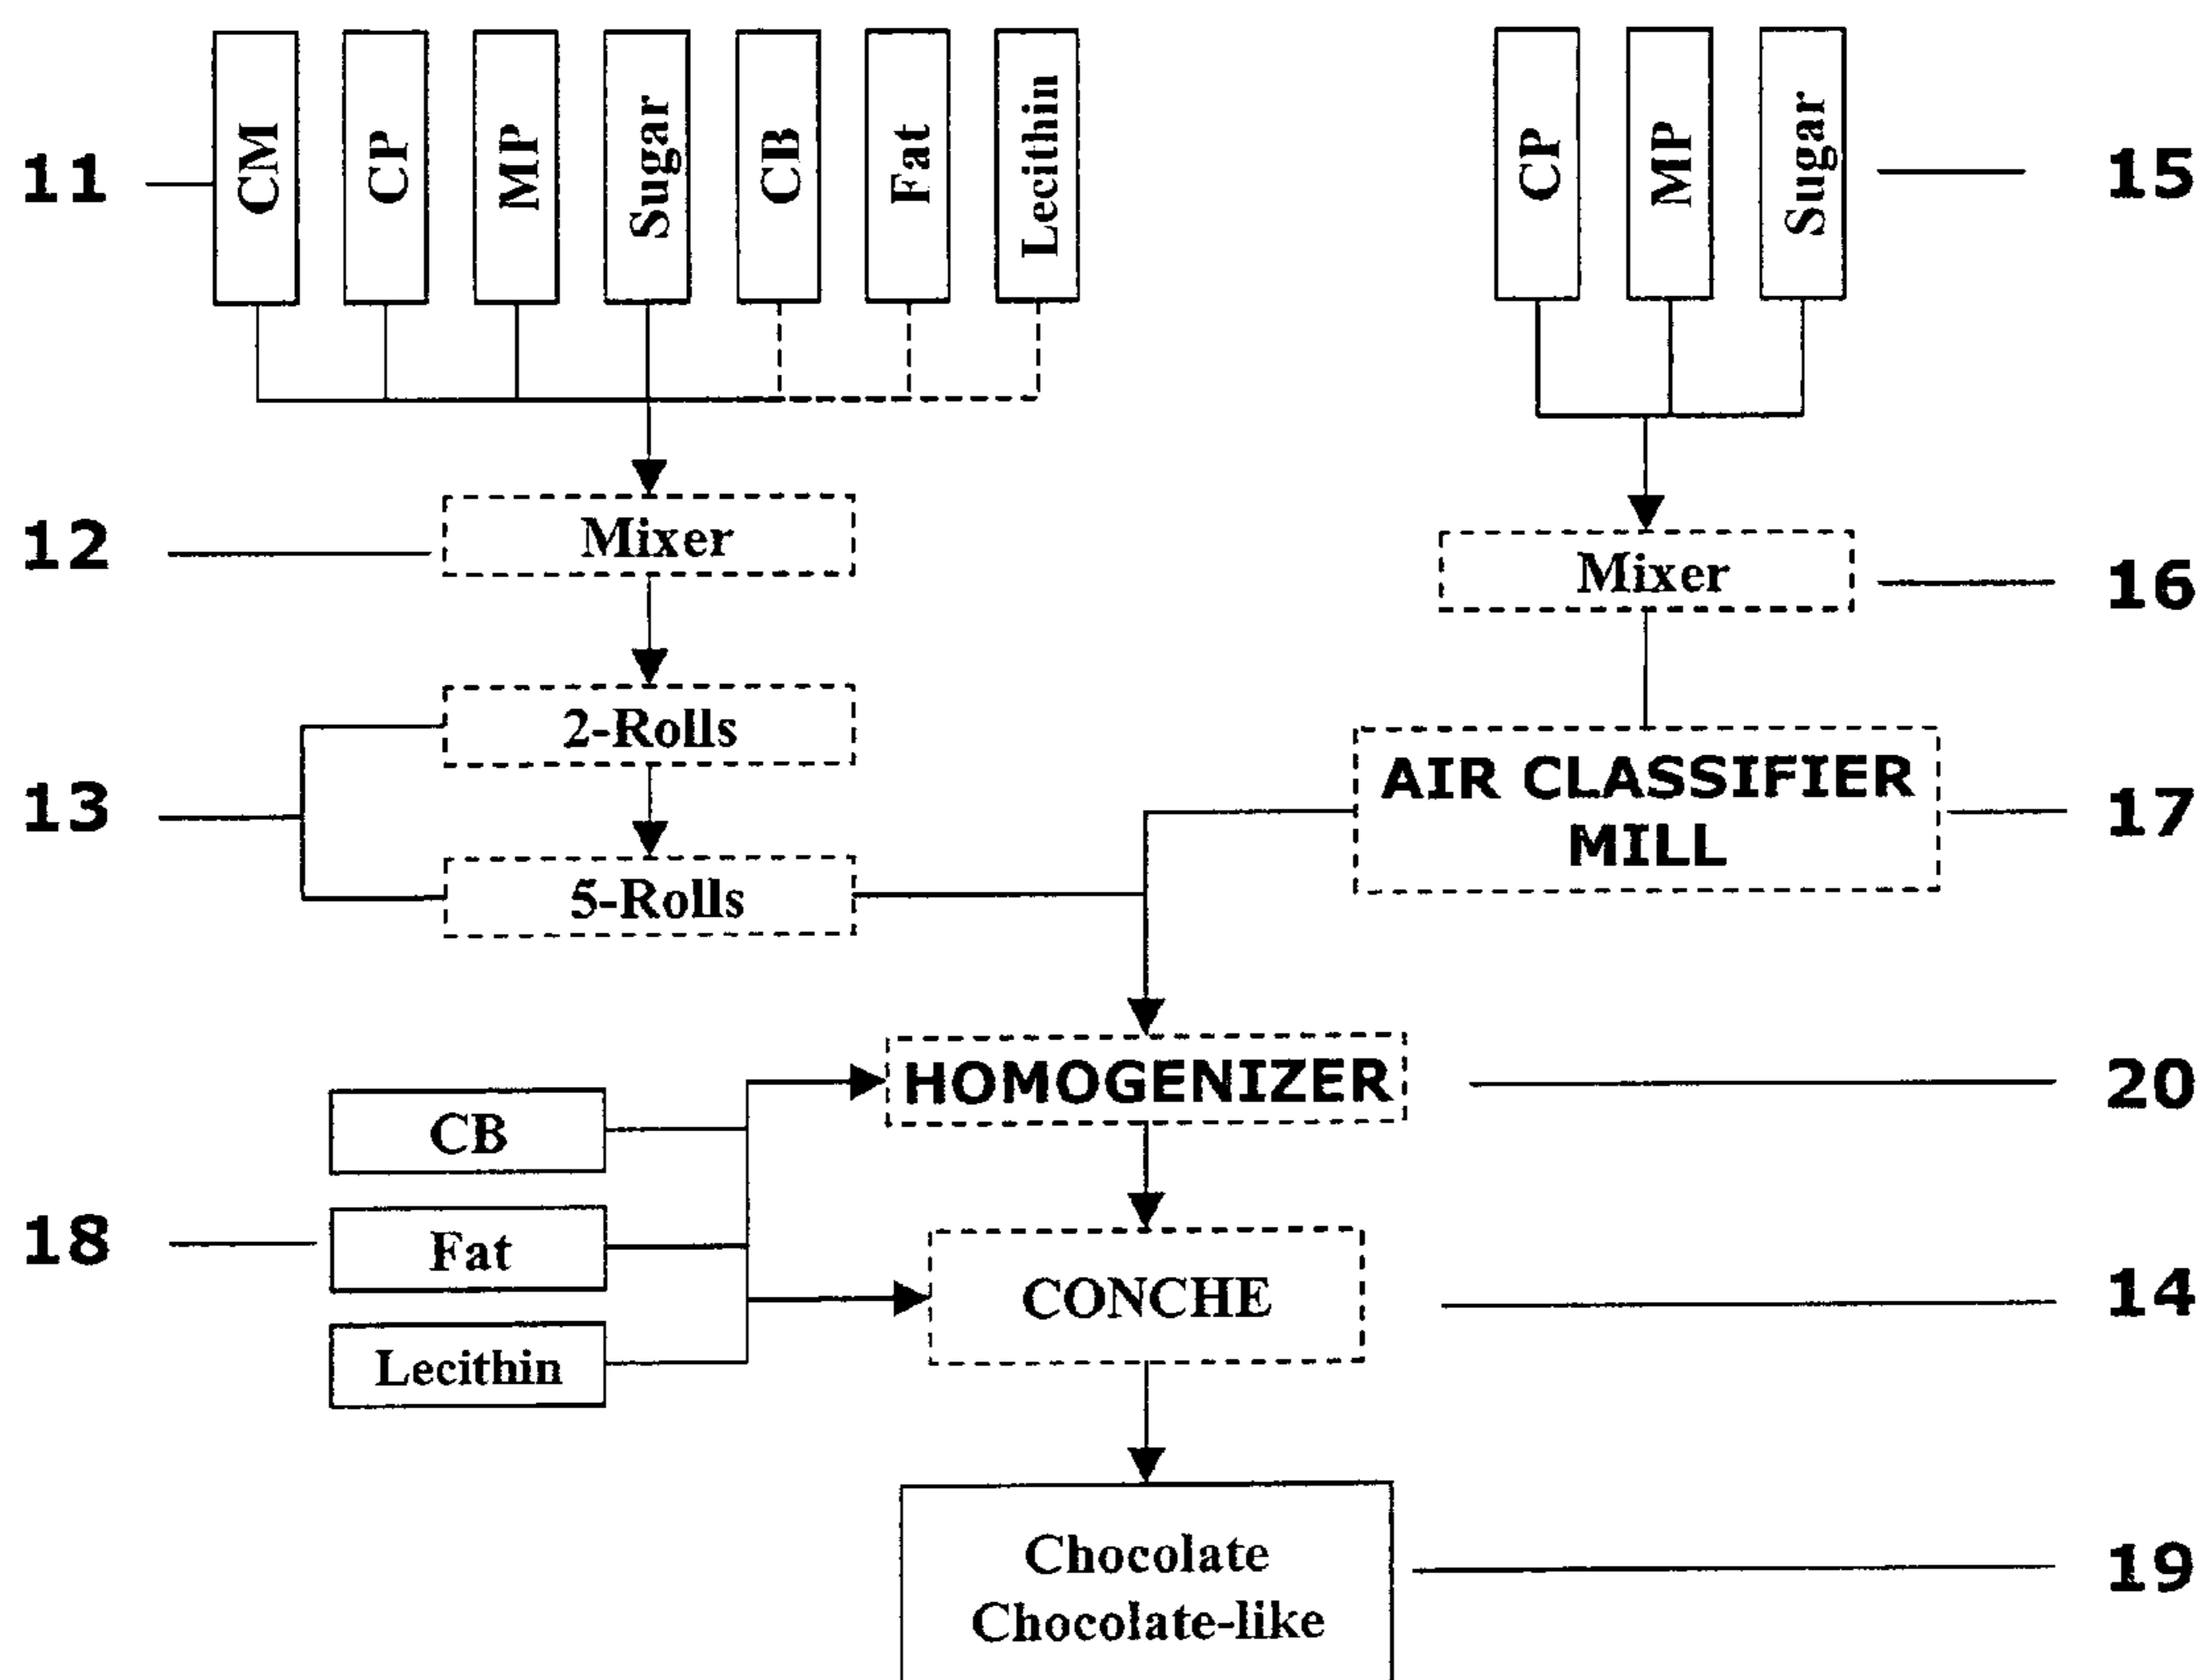 11
CM
CP
MP
Sugar
CB
Fat
Lecithin
CP
MP
Sugar
15
12
Mixer
Mixer
16
13
2-Rolls
5-Rolls
AIR CLASSIFIER
MILL
17
HOMOGENIZER
20
18
CB
Fat
Lecithin
CONCHE
14
Chocolate
Chocolate-like
19